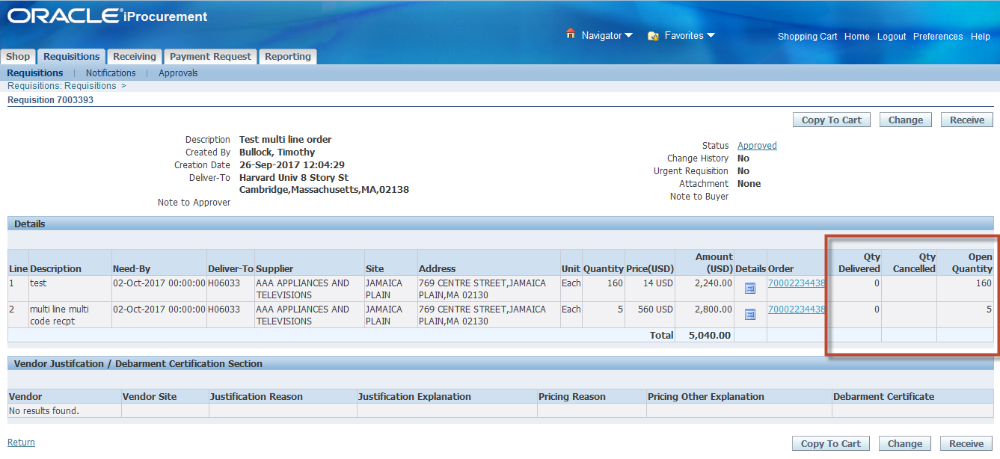 ORACLE® iProcurement
Navigator Favorites Shopping Cart Home Logout Preferences Help
Shop Requisitions Receiving Payment Request Reporting
Requisitions | Notifications | Approvals
Requisitions: Requisitions >
Requisition 7003393
Copy To Cart Change Receive
Description Test multi line order
Created By Bullock, Timothy
Creation Date 26-Sep-2017 12:04:29
Deliver-To Harvard Univ 8 Story St
Cambridge,Massachusetts,MA,02138
Note to Approver
Status Approved
Change History No
Urgent Requisition No
Attachment None
Note to Buyer
Details
Line Description Need-By Deliver-To Supplier Site Address Unit Quantity Price(USD) Amount (USD) Details Order Qty Delivered Qty Cancelled Open Quantity
1 test 02-Oct-2017 00:00:00 H06033 AAA APPLIANCES AND TELEVISIONS JAMAICA PLAIN 769 CENTRE STREET,JAMAICA PLAIN,MA 02130 Each 160 14 USD 2,240.00 70002234438 0 160
2 multi line multi code recpt 02-Oct-2017 00:00:00 H06033 AAA APPLIANCES AND TELEVISIONS JAMAICA PLAIN 769 CENTRE STREET,JAMAICA PLAIN,MA 02130 Each 5 560 USD 2,800.00 70002234438 0 5
Total 5,040.00
Vendor Justifcation / Debarment Certification Section
Vendor Vendor Site Justification Reason Justification Explanation Pricing Reason Pricing Other Explanation Debarment Certificate
No results found.
Return
Copy To Cart Change Receive